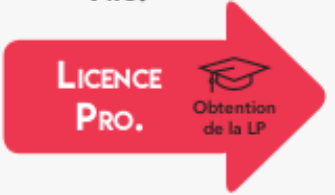 LICENCE
PRO.
Obtention
de la LP